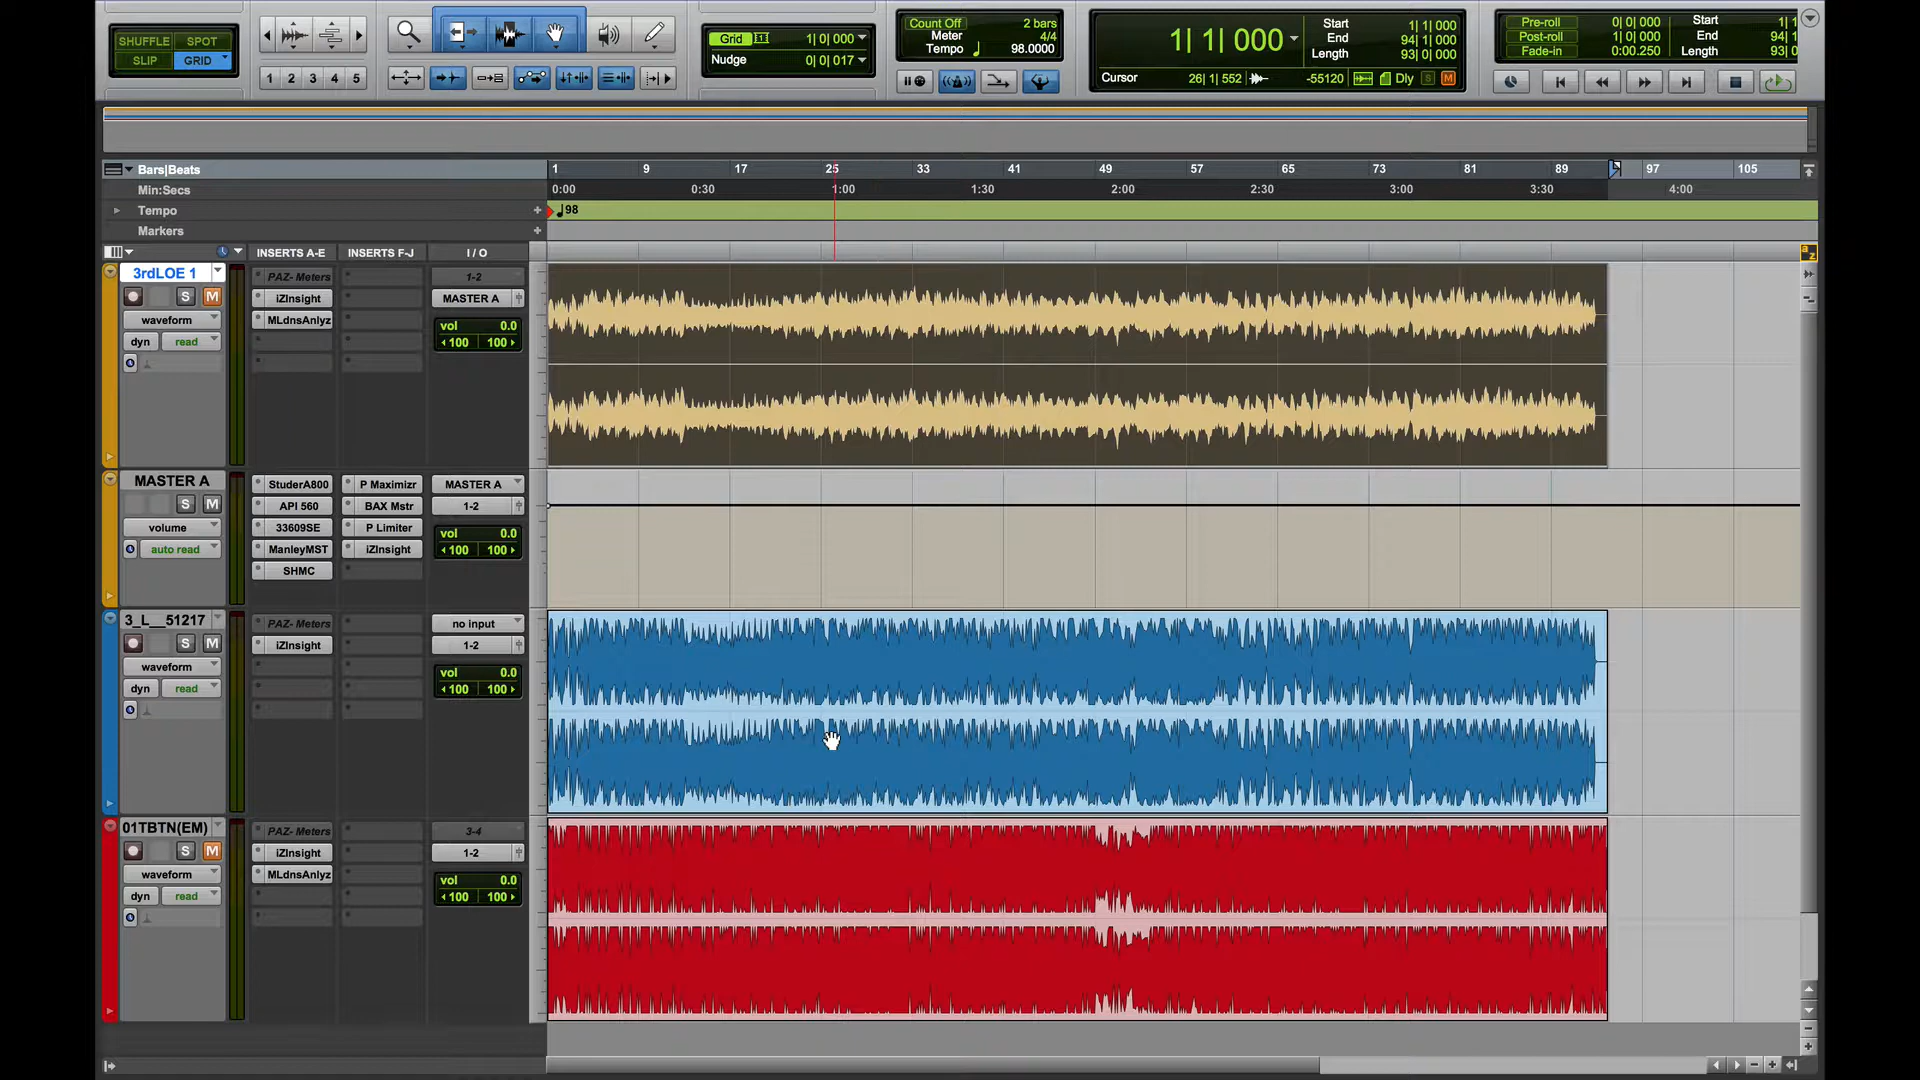 SHUFFLE SPOT
SLIP GRID
1 2 3 4 5
Grid 1| 0| 000
Nudge 0| 0| 017
Count Off 2 bars
Meter 4/4
Tempo 98.0000
1| 1| 000
Start 1| 1| 000
End 94| 1| 000
Length 93| 0| 000
Cursor 26| 1| 552 -55120 Dly S M
Pre-roll 0| 0| 000
Post-roll 0| 0| 000
Fade-in 0:00.250
Start 1| 1
End 94| 1
Length 93| 0
Bars|Beats 1 9 17 25 33 41 49 57 65 73 81 89 97 105
Min:Secs 0:00 0:30 1:00 1:30 2:00 2:30 3:00 3:30 4:00
Tempo + 98
Markers +
INSERTS A-E INSERTS F-J I / O
a z
3rdLOE 1 PAZ- Meters 1-2
S M iZInsight MASTER A
waveform MLdnsAnlyz vol 0.0
dyn read 100 100
MASTER A StuderA800 P Maximizr MASTER A
S M API 560 BAX Mstr 1-2
volume 33609SE P Limiter vol 0.0
auto read ManleyMST iZInsight 100 100
SHMC
3_L__51217 PAZ- Meters no input
S M iZInsight 1-2
waveform vol 0.0
dyn read 100 100
01TBTN(EM) PAZ- Meters 3-4
S M iZInsight 1-2
waveform MLdnsAnlyz vol 0.0
dyn read 100 100